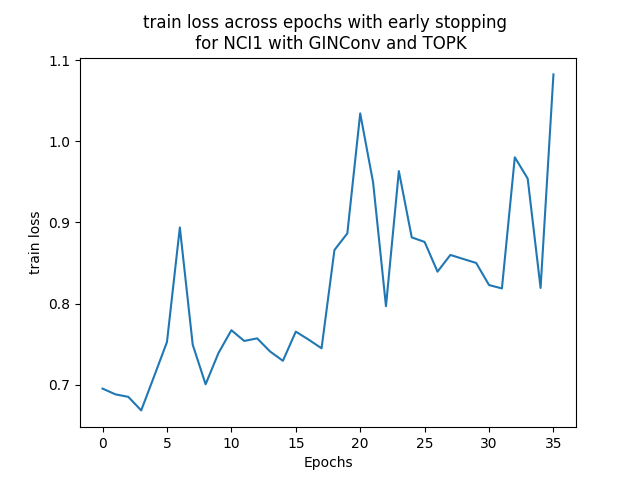 train loss across epochs with early stopping
for NCI1 with GINConv and TOPK
1.1
1.0
0.9
0.8
0.7
train loss
0 5 10 15 20 25 30 35
Epochs